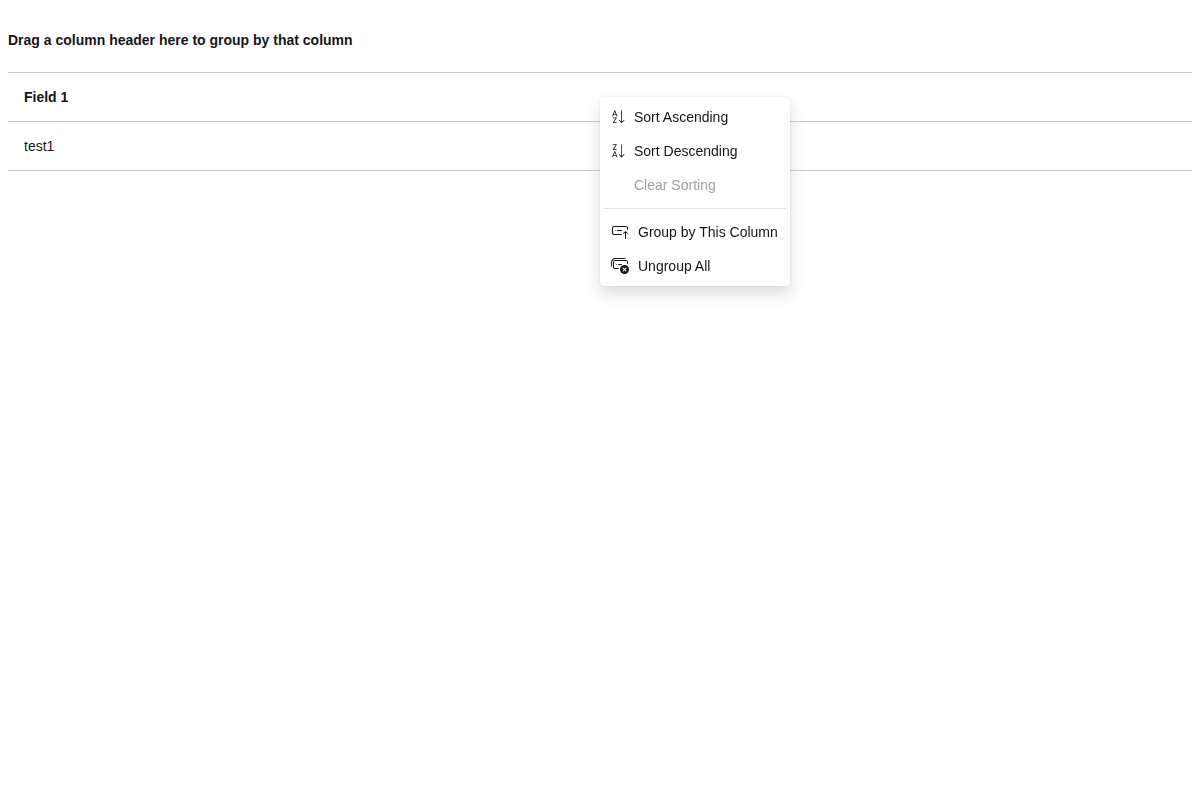 Drag a column header here to group by that column
Field 1
test1
Sort Ascending
Sort Descending
Clear Sorting
Group by This Column
Ungroup All